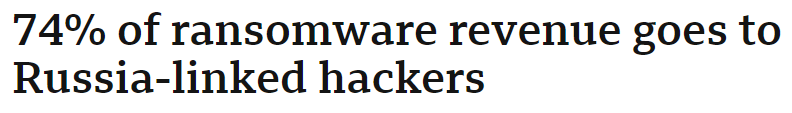 74% of ransomware revenue goes to
Russia-linked hackers